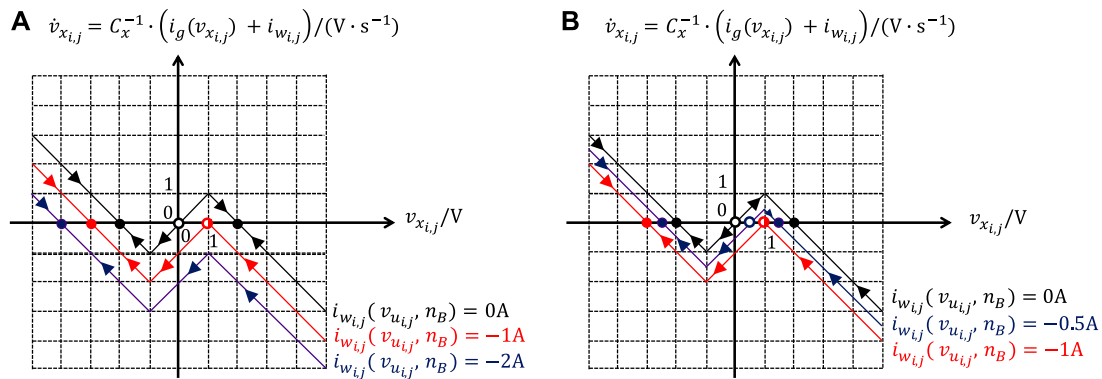 A v̇_{x_{i,j}} = C_x^{-1} · (i_g(v_{x_{i,j}}) + i_{w_{i,j}})/(V · s^{-1})
1
0
0
1
v_{x_{i,j}}/V
i_{w_{i,j}}(v_{u_{i,j}}, n_B) = 0A
i_{w_{i,j}}(v_{u_{i,j}}, n_B) = −1A
i_{w_{i,j}}(v_{u_{i,j}}, n_B) = −2A
B v̇_{x_{i,j}} = C_x^{-1} · (i_g(v_{x_{i,j}}) + i_{w_{i,j}})/(V · s^{-1})
1
0
0
1
v_{x_{i,j}}/V
i_{w_{i,j}}(v_{u_{i,j}}, n_B) = 0A
i_{w_{i,j}}(v_{u_{i,j}}, n_B) = −0.5A
i_{w_{i,j}}(v_{u_{i,j}}, n_B) = −1A